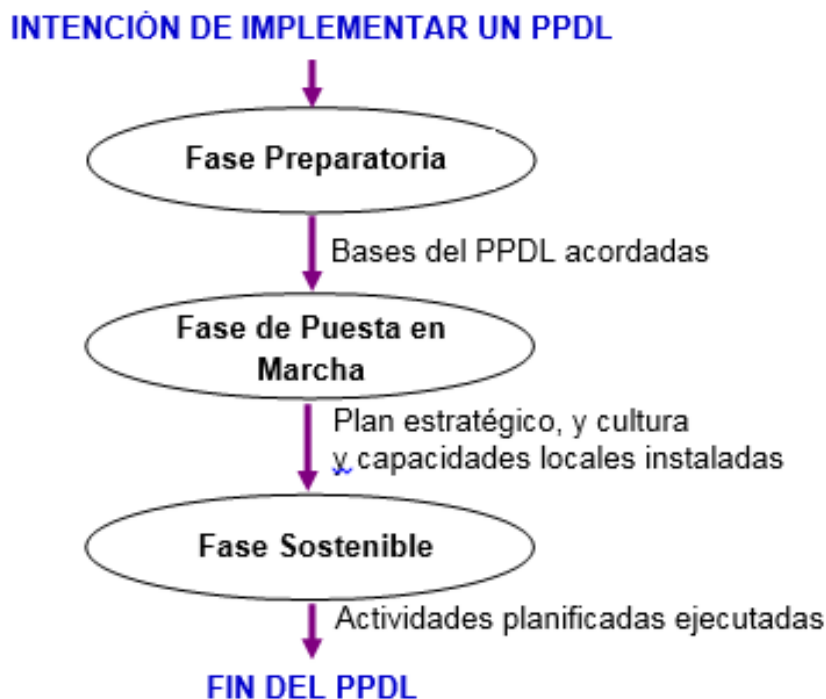 INTENCIÓN DE IMPLEMENTAR UN PPDL
Fase Preparatoria
Bases del PPDL acordadas
Fase de Puesta en
Marcha
Plan estratégico, y cultura
y capacidades locales instaladas
Fase Sostenible
Actividades planificadas ejecutadas
FIN DEL PPDL